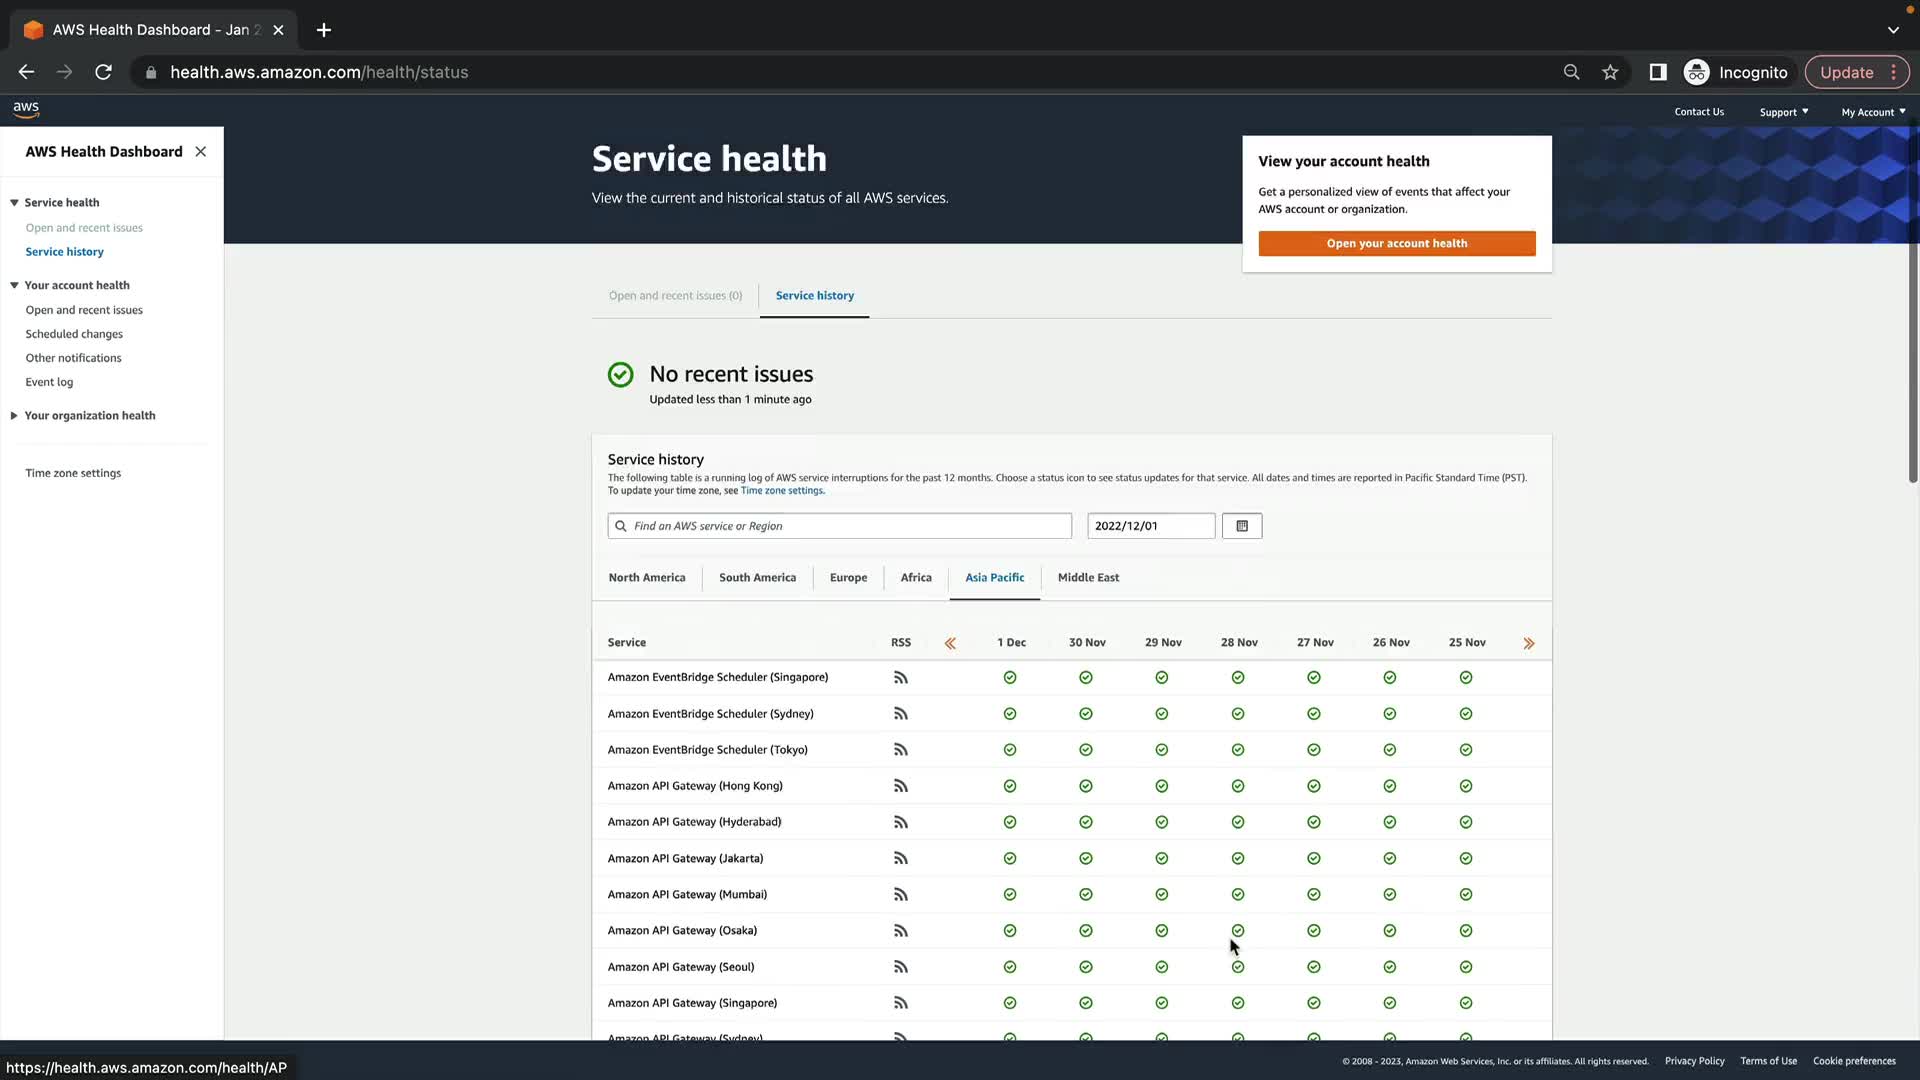 AWS Health Dashboard - Jan 2
health.aws.amazon.com/health/status
Incognito
Update
aws
Contact Us
Support
My Account
AWS Health Dashboard
Service health
Open and recent issues
Service history
Your account health
Open and recent issues
Scheduled changes
Other notifications
Event log
Your organization health
Time zone settings
Service health
View the current and historical status of all AWS services.
View your account health
Get a personalized view of events that affect your
AWS account or organization.
Open your account health
Open and recent issues (0)
Service history
No recent issues
Updated less than 1 minute ago
Service history
The following table is a running log of AWS service interruptions for the past 12 months. Choose a status icon to see status updates for that service. All dates and times are reported in Pacific Standard Time (PST).
To update your time zone, see Time zone settings.
Find an AWS service or Region
2022/12/01
North America
South America
Europe
Africa
Asia Pacific
Middle East
Service RSS 1 Dec 30 Nov 29 Nov 28 Nov 27 Nov 26 Nov 25 Nov
Amazon EventBridge Scheduler (Singapore)
Amazon EventBridge Scheduler (Sydney)
Amazon EventBridge Scheduler (Tokyo)
Amazon API Gateway (Hong Kong)
Amazon API Gateway (Hyderabad)
Amazon API Gateway (Jakarta)
Amazon API Gateway (Mumbai)
Amazon API Gateway (Osaka)
Amazon API Gateway (Seoul)
Amazon API Gateway (Singapore)
Amazon API Gateway (Sydney)
https://health.aws.amazon.com/health/AP
© 2008 - 2023, Amazon Web Services, Inc. or its affiliates. All rights reserved.
Privacy Policy
Terms of Use
Cookie preferences